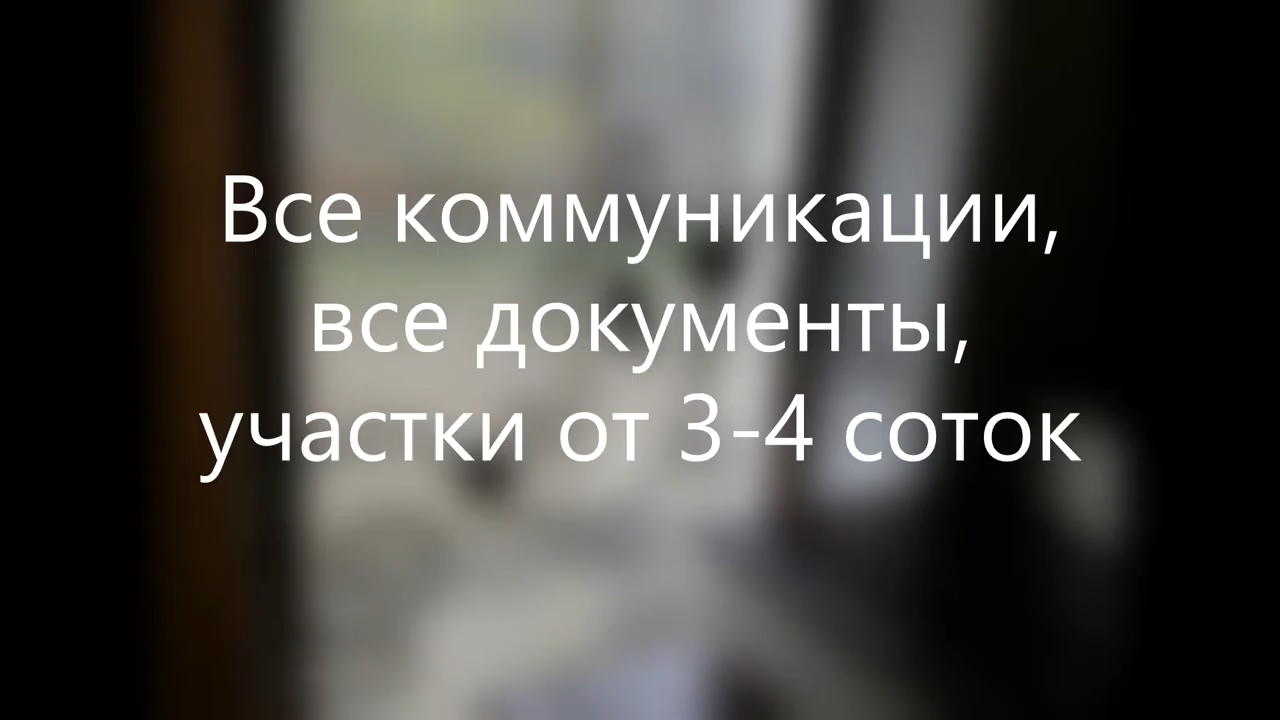 Все коммуникации,
все документы,
участки от 3-4 соток